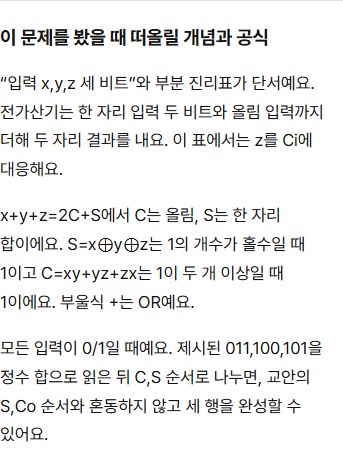 이 문제를 봤을 때 떠올릴 개념과 공식
“입력 x,y,z 세 비트”와 부분 진리표가 단서예요.
전가산기는 한 자리 입력 두 비트와 올림 입력까지
더해 두 자리 결과를 내요. 이 표에서는 z를 Ci에
대응해요.
x+y+z=2C+S에서 C는 올림, S는 한 자리
합이에요. S=x⊕y⊕z는 1의 개수가 홀수일 때
1이고 C=xy+yz+zx는 1이 두 개 이상일 때
1이에요. 부울식 +는 OR예요.
모든 입력이 0/1일 때예요. 제시된 011,100,101을
정수 합으로 읽은 뒤 C,S 순서로 나누면, 교안의
S,Co 순서와 혼동하지 않고 세 행을 완성할 수
있어요.